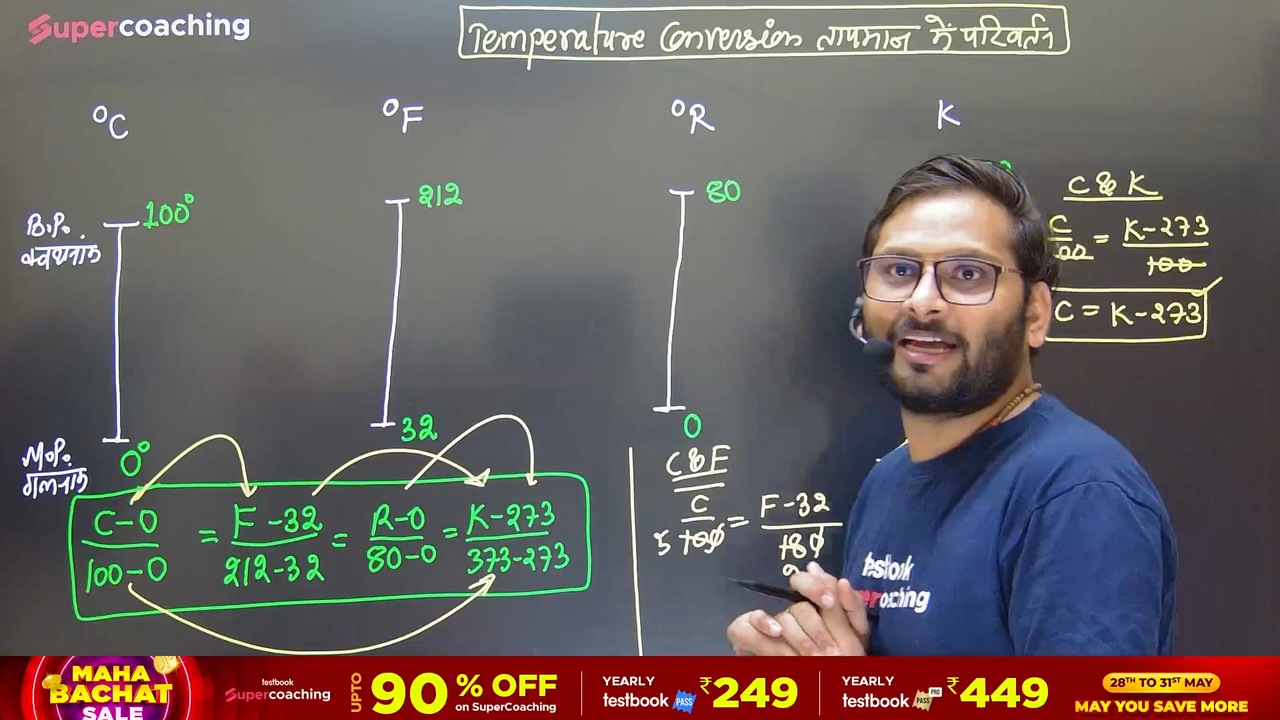 Supercoaching
Temperature Conversion तापमान में परिवर्तन
°C
°F
°R
K
B.P.
क्वथनांक
100°
212
80
M.P.
गलनांक
0°
32
0
C-0 = F-32 = R-0 = K-273
100-0 212-32 80-0 373-273
C & K
C = K-273
100 100
C = K-273
C & F
C = F-32
5 100 180
testbook
coaching
MAHA
BACHAT
SALE
testbook
Supercoaching
UPTO 90% OFF
on SuperCoaching
YEARLY
testbook PASS ₹249
YEARLY
testbook PASS PRO ₹449
28TH TO 31ST MAY
MAY YOU SAVE MORE